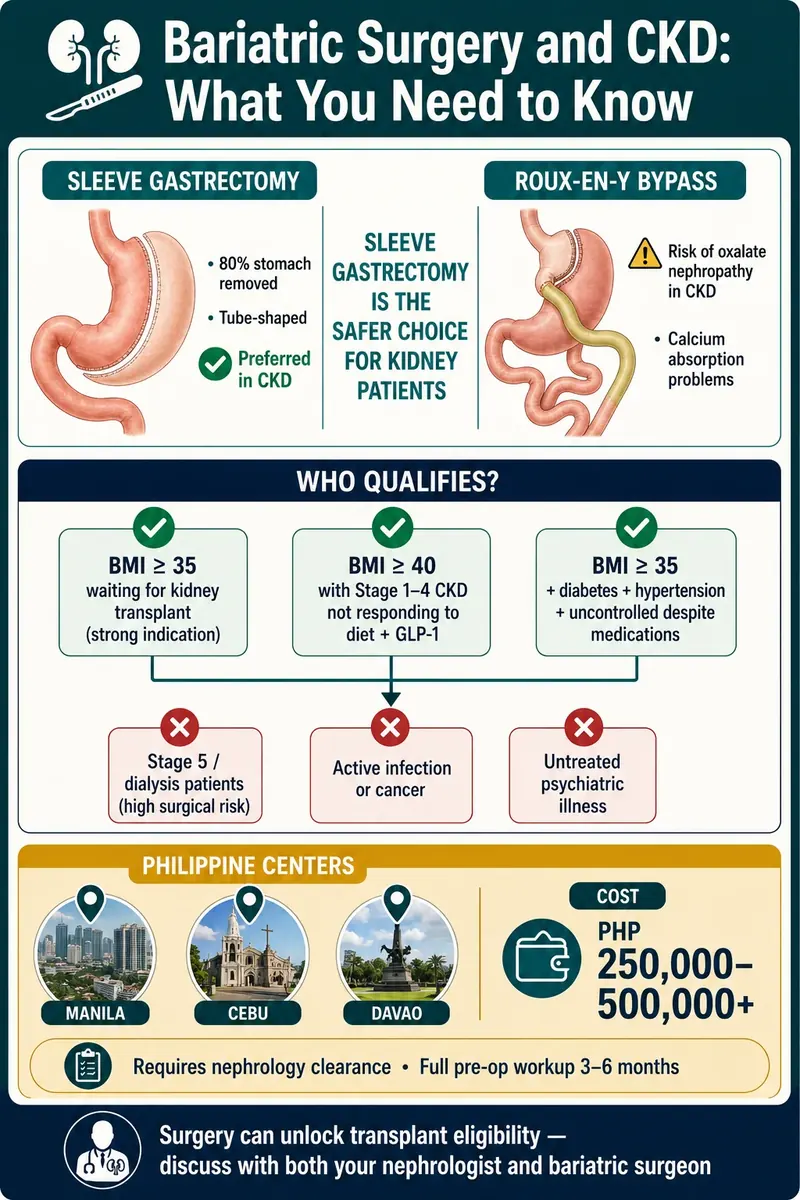 Bariatric Surgery and CKD:
What You Need to Know
SLEEVE GASTRECTOMY
• 80% stomach
removed
• Tube-shaped
Preferred
in CKD
SLEEVE
GASTRECTOMY
IS THE
SAFER CHOICE
FOR KIDNEY
PATIENTS
ROUX-EN-Y BYPASS
Risk of oxalate
nephropathy
in CKD
• Calcium
absorption
problems
WHO QUALIFIES?
BMI ≥ 35
waiting for kidney
transplant
(strong indication)
BMI ≥ 40
with Stage 1–4 CKD
not responding to
diet + GLP-1
BMI ≥ 35
+ diabetes + hypertension
+ uncontrolled despite
medications
Stage 5 /
dialysis patients
(high surgical risk)
Active infection
or cancer
Untreated
psychiatric
illness
PHILIPPINE CENTERS
MANILA
CEBU
DAVAO
COST
PHP
250,000–
500,000+
Requires nephrology clearance • Full pre-op workup 3–6 months
Surgery can unlock transplant eligibility —
discuss with both your nephrologist and bariatric surgeon